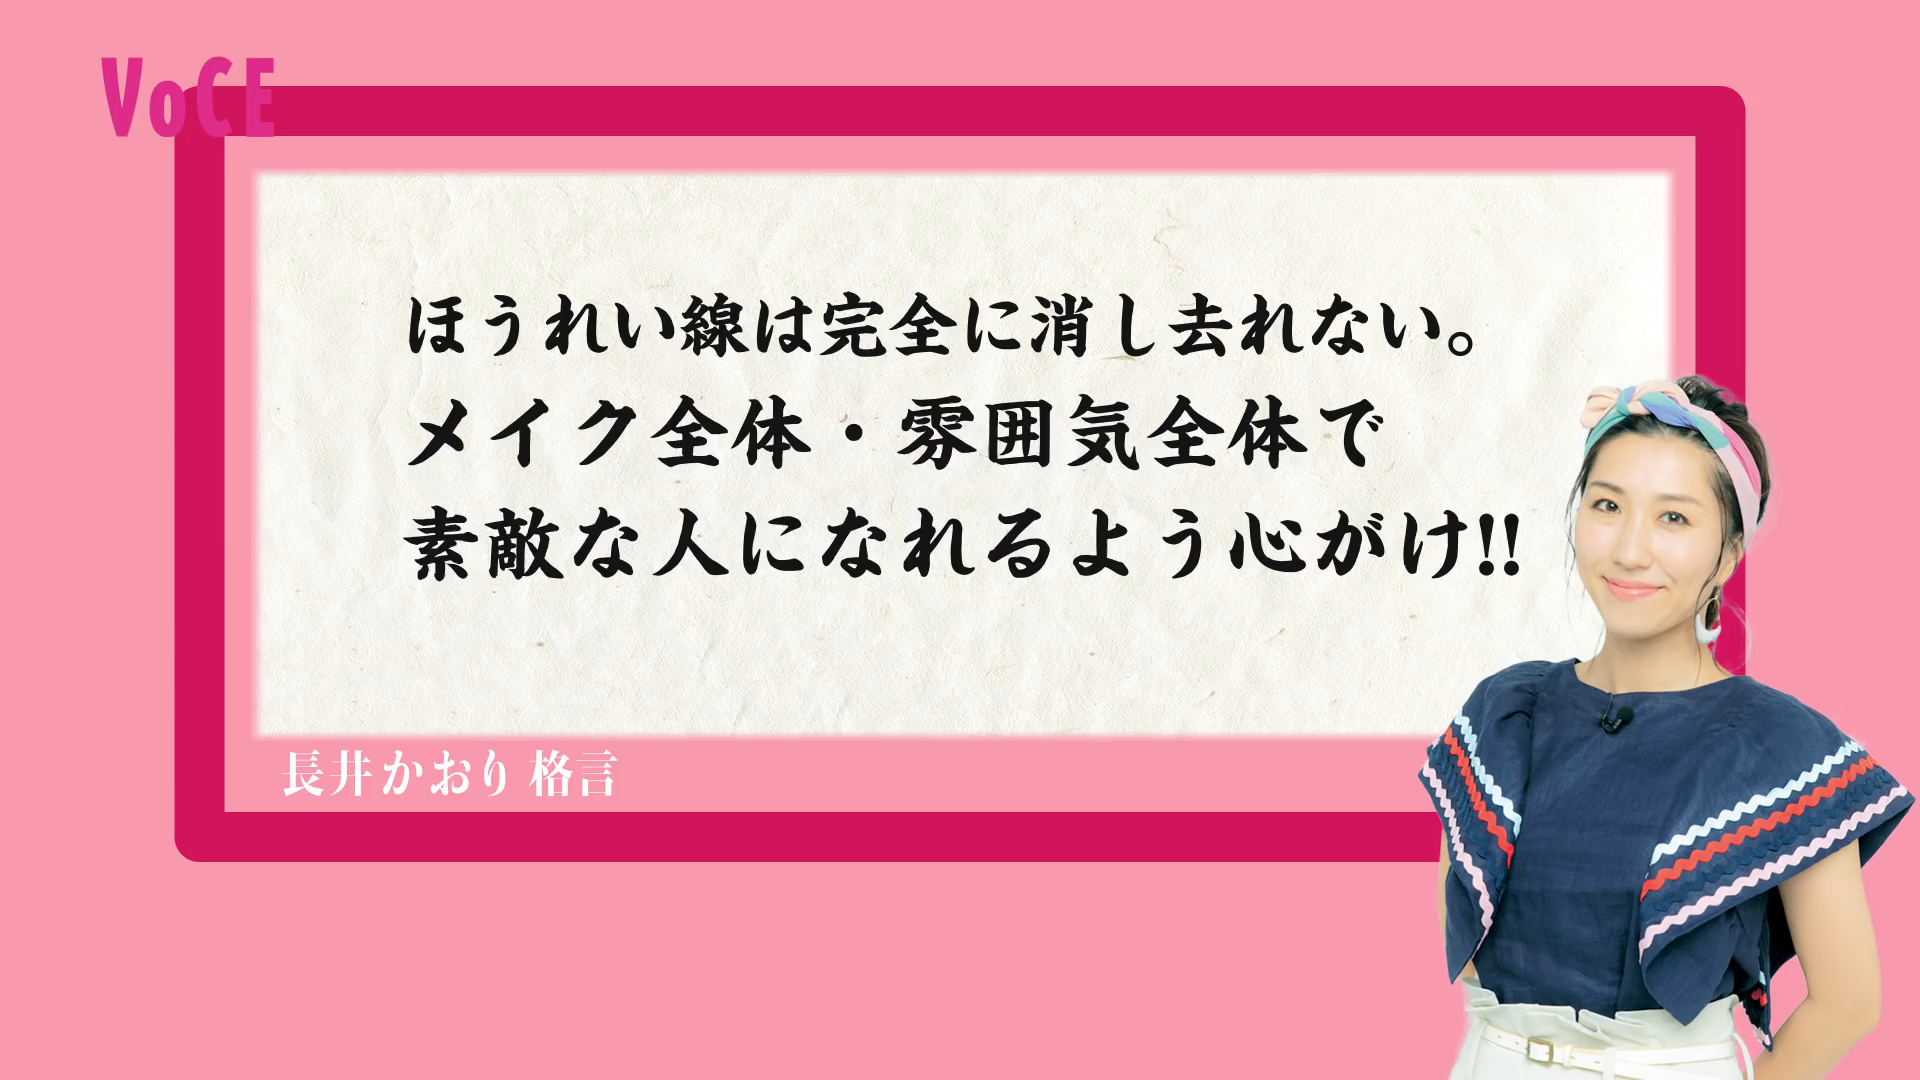 VoCE
ほうれい線は完全に消し去れない。
メイク全体・雰囲気全体で
素敵な人になれるよう心がけ!!
長井かおり 格言